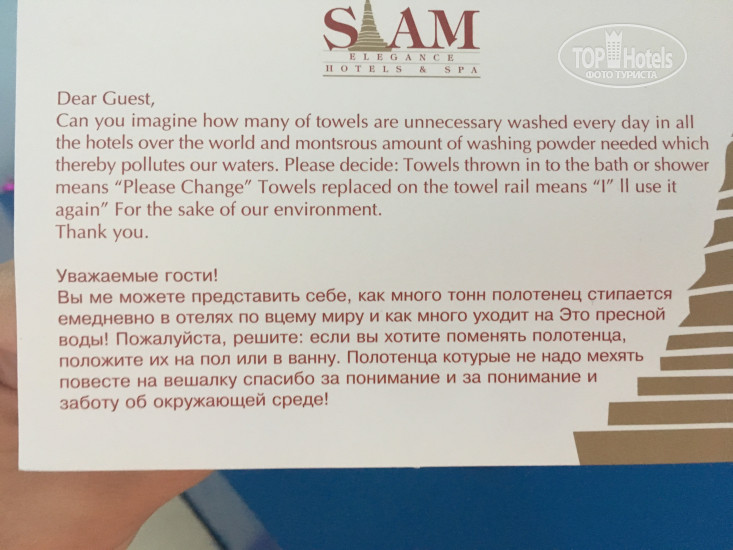 SIAM
ELEGANCE
HOTELS & SPA
TOP Hotels
ФОТО ТУРИСТА
Dear Guest,
Can you imagine how many of towels are unnecessary washed every day in all
the hotels over the world and montsrous amount of washing powder needed which
thereby pollutes our waters. Please decide: Towels thrown in to the bath or shower
means “Please Change” Towels replaced on the towel rail means “I” ll use it
again” For the sake of our environment.
Thank you.
Уважаемые гости!
Вы ме можете представить себе, как много тонн полотенец стипается
емедневно в отелях по вцему миру и как много уходит на Это пресной
воды! Пожалуйста, решите: если вы хотите поменять полотенца,
положите их на пол или в ванну. Полотенца котурые не надо мехять
повесте на вешалку спасибо за понимание и за понимание и
заботу об окружающей среде!